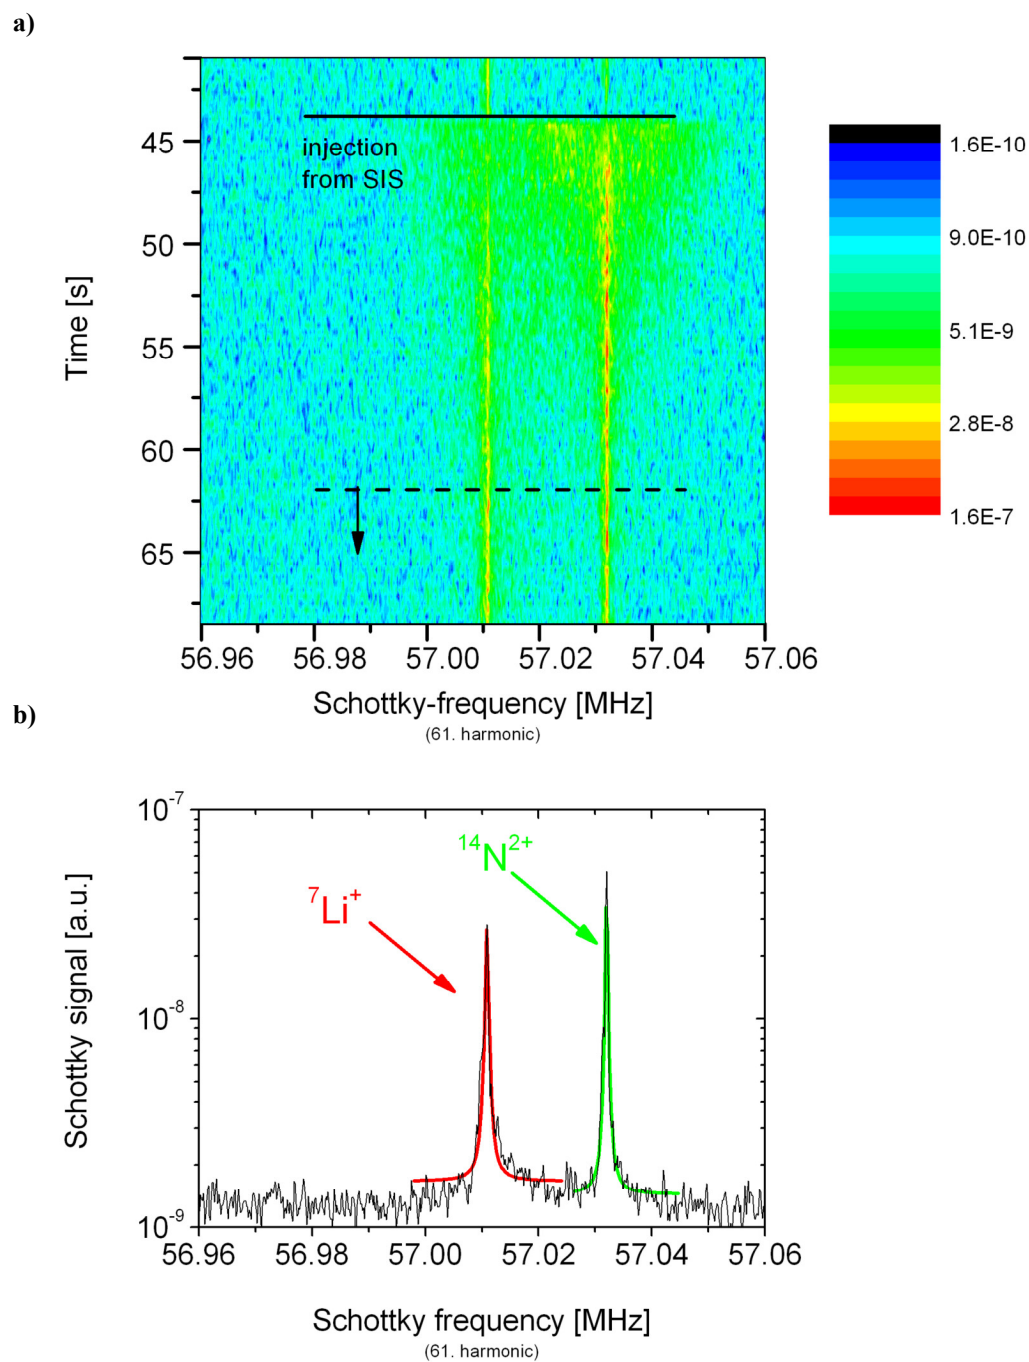 a)
injection
from SIS
Time [s]
45
50
55
60
65
56.96 56.98 57.00 57.02 57.04 57.06
Schottky-frequency [MHz]
(61. harmonic)
1.6E-10
9.0E-10
5.1E-9
2.8E-8
1.6E-7
b)
10⁻⁷
10⁻⁸
10⁻⁹
Schottky signal [a.u.]
⁷Li⁺
¹⁴N²⁺
56.96 56.98 57.00 57.02 57.04 57.06
Schottky frequency [MHz]
(61. harmonic)